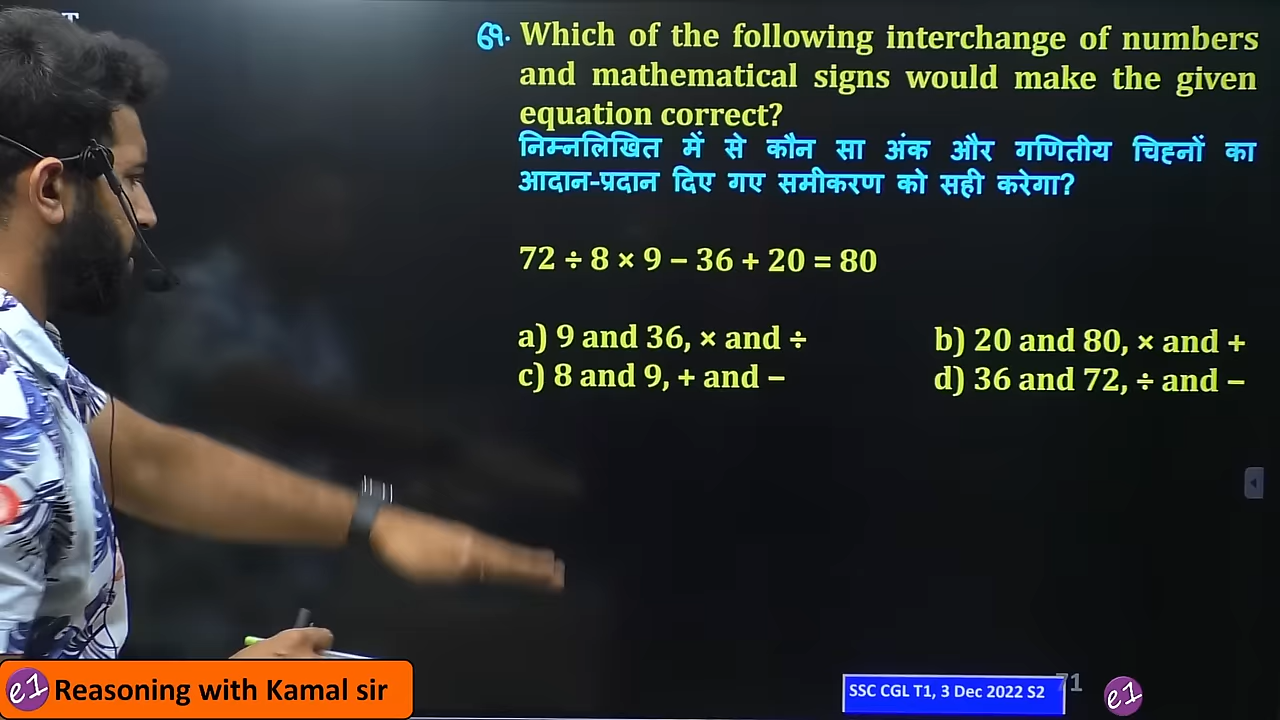 T
69. Which of the following interchange of numbers
and mathematical signs would make the given
equation correct?
निम्नलिखित में से कौन सा अंक और गणितीय चिह्नों का
आदान-प्रदान दिए गए समीकरण को सही करेगा?
72 ÷ 8 × 9 − 36 + 20 = 80
a) 9 and 36, × and ÷
b) 20 and 80, × and +
c) 8 and 9, + and −
d) 36 and 72, ÷ and −
e1 Reasoning with Kamal sir
SSC CGL T1, 3 Dec 2022 S2
71
e1